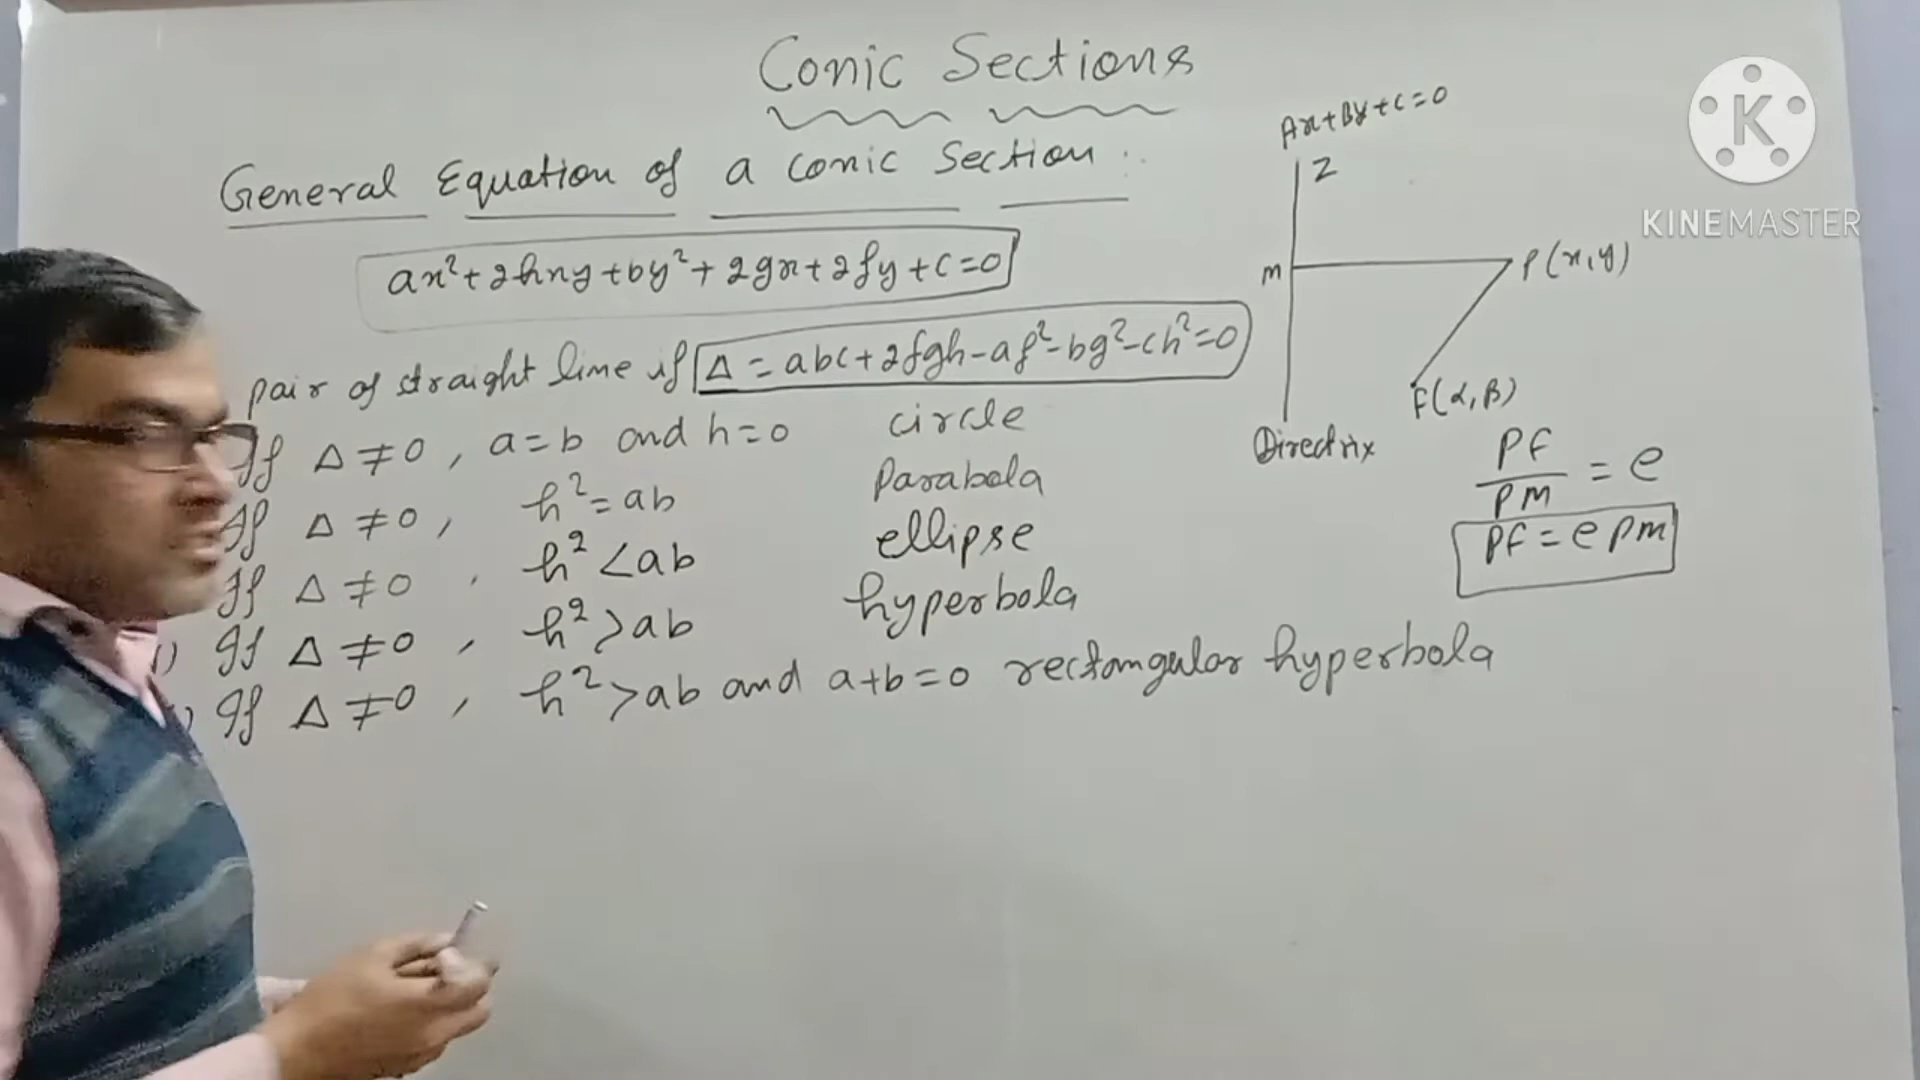 Conic Sections
General Equation of a Conic Section :
ax²+2hxy+by²+2gx+2fy+c=0
pair of straight line if Δ=abc+2fgh-af²-bg²-ch²=0
If Δ≠0, a=b and h=0 circle
If Δ≠0, h²=ab Parabola
If Δ≠0, h²<ab ellipse
If Δ≠0, h²>ab hyperbola
If Δ≠0, h²>ab and a+b=0 rectangular hyperbola
Ax+By+C=0
Z
M
P(x,y)
F(α,β)
Directrix
PF/PM = e
PF = e PM
K
KINEMASTER